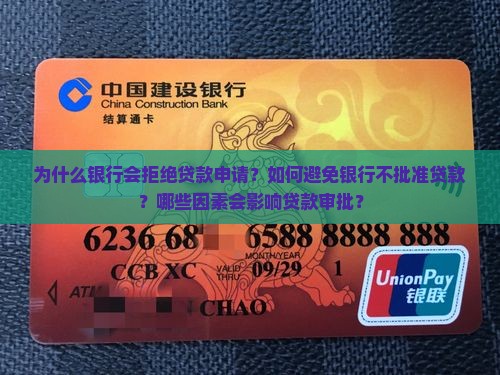 中国建设银行
China Construction Bank
结算通卡
为什么银行会拒绝贷款申请？如何避免银行不批准贷款
？哪些因素会影响贷款审批？
6236 68 6588 8888 888
MONTH/YEAR
CCB XC VALID THRU 09/29 1
ATM
CHAO
UnionPay
银联